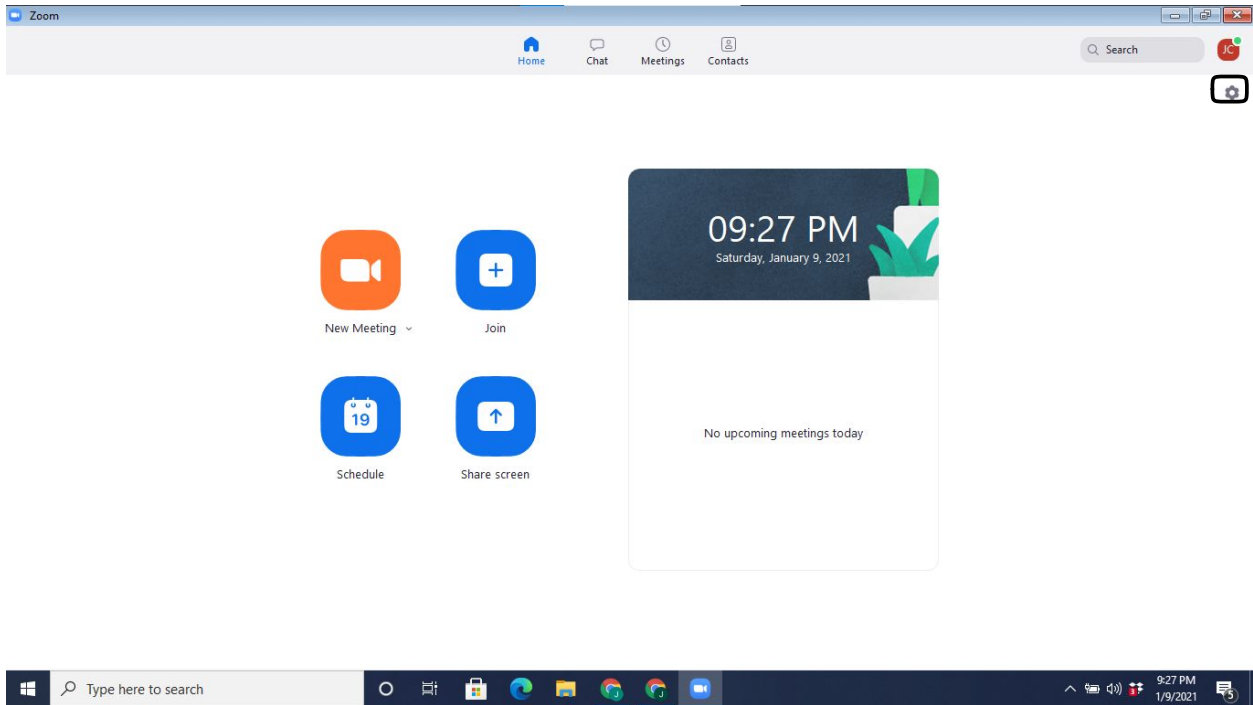 Zoom
Home
Chat
Meetings
Contacts
Search
JC
09:27 PM
Saturday, January 9, 2021
New Meeting
Join
19
Schedule
Share screen
No upcoming meetings today
Type here to search
9:27 PM
1/9/2021
5